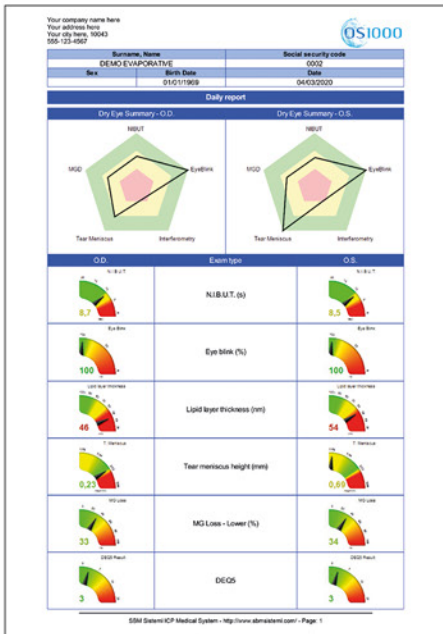 Your company name here
Your address here
Your city here, 10043
555-123-4567
OS1000
Surname, Name Social security code
DEMO EVAPORATIVE 0002
Sex Birth Date Date
01/01/1969 04/03/2020
Daily report
Dry Eye Summary - O.D. Dry Eye Summary - O.S.
NIBUT NIBUT
MGD EyeBlink MGD EyeBlink
Tear Meniscus Interferometry Tear Meniscus Interferometry
O.D. Exam type O.S.
N.I.B.U.T. N.I.B.U.T.
N.I.B.U.T. (s)
8,7 8,5
Eye Blink Eye Blink
Eye blink (%)
100 100
Lipid layer thickness Lipid layer thickness
Lipid layer thickness (nm)
46 54
T. Meniscus T. Meniscus
Tear meniscus height (mm)
0,23 0,69
MG Loss MG Loss
MG Loss - Lower (%)
33 34
DEQ5 Result DEQ5 Result
DEQ5
3 3
SBM Sistemi ICP Medical System - http://www.sbmsistemi.com/ - Page: 1